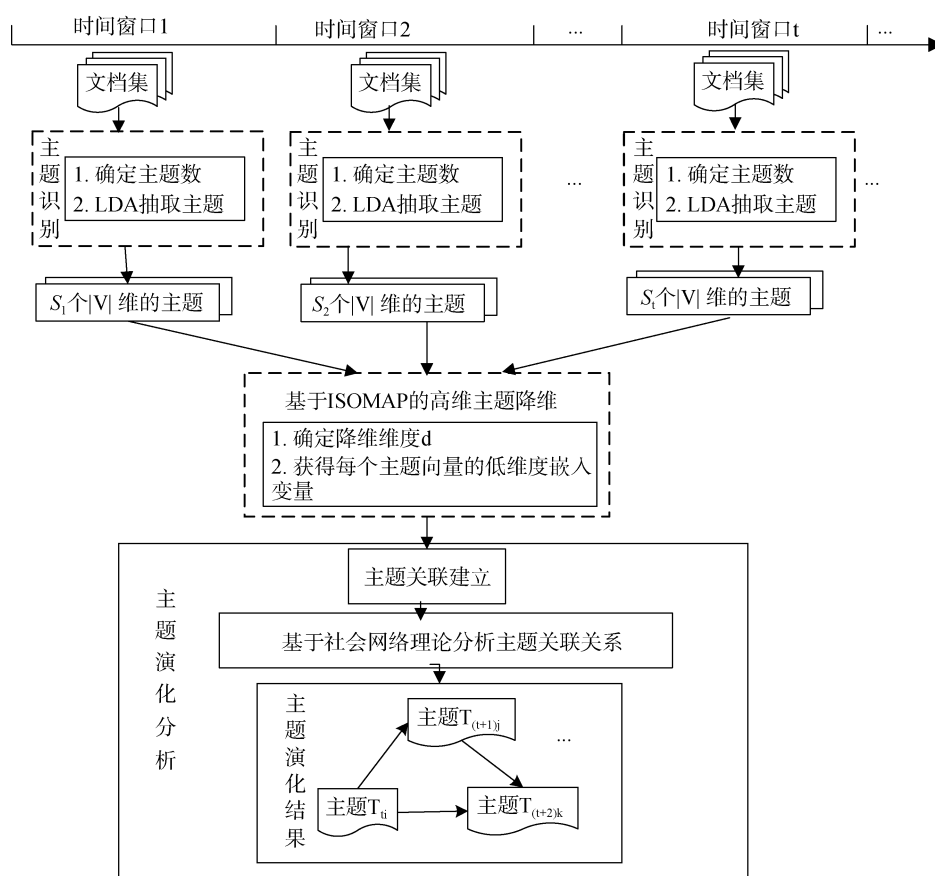 时间窗口1
时间窗口2
...
时间窗口t
...
文档集
文档集
文档集
主题识别
1. 确定主题数
2. LDA抽取主题
主题识别
1. 确定主题数
2. LDA抽取主题
...
主题识别
1. 确定主题数
2. LDA抽取主题
...
S1个|V| 维的主题
S2个|V| 维的主题
St个|V| 维的主题
基于ISOMAP的高维主题降维
1. 确定降维维度d
2. 获得每个主题向量的低维度嵌入
变量
主题演化分析
主题关联建立
基于社会网络理论分析主题关联关系
主题演化结果
主题T(t+1)j
...
主题Tti
主题T(t+2)k